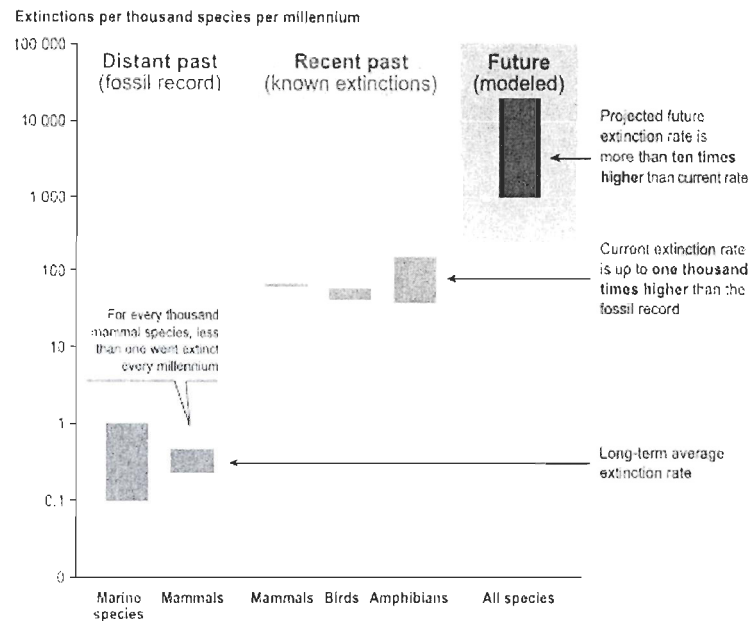 Extinctions per thousand species per millennium
100 000
10 000
1 000
100
10
1
0.1
0
Distant past
(fossil record)
Recent past
(known extinctions)
Future
(modeled)
Projected future
extinction rate is
more than ten times
higher than current rate
Current extinction rate
is up to one thousand
times higher than the
fossil record
For every thousand
mammal species, less
than one went extinct
every millennium
Long-term average
extinction rate
Marine
species
Mammals
Mammals
Birds
Amphibians
All species